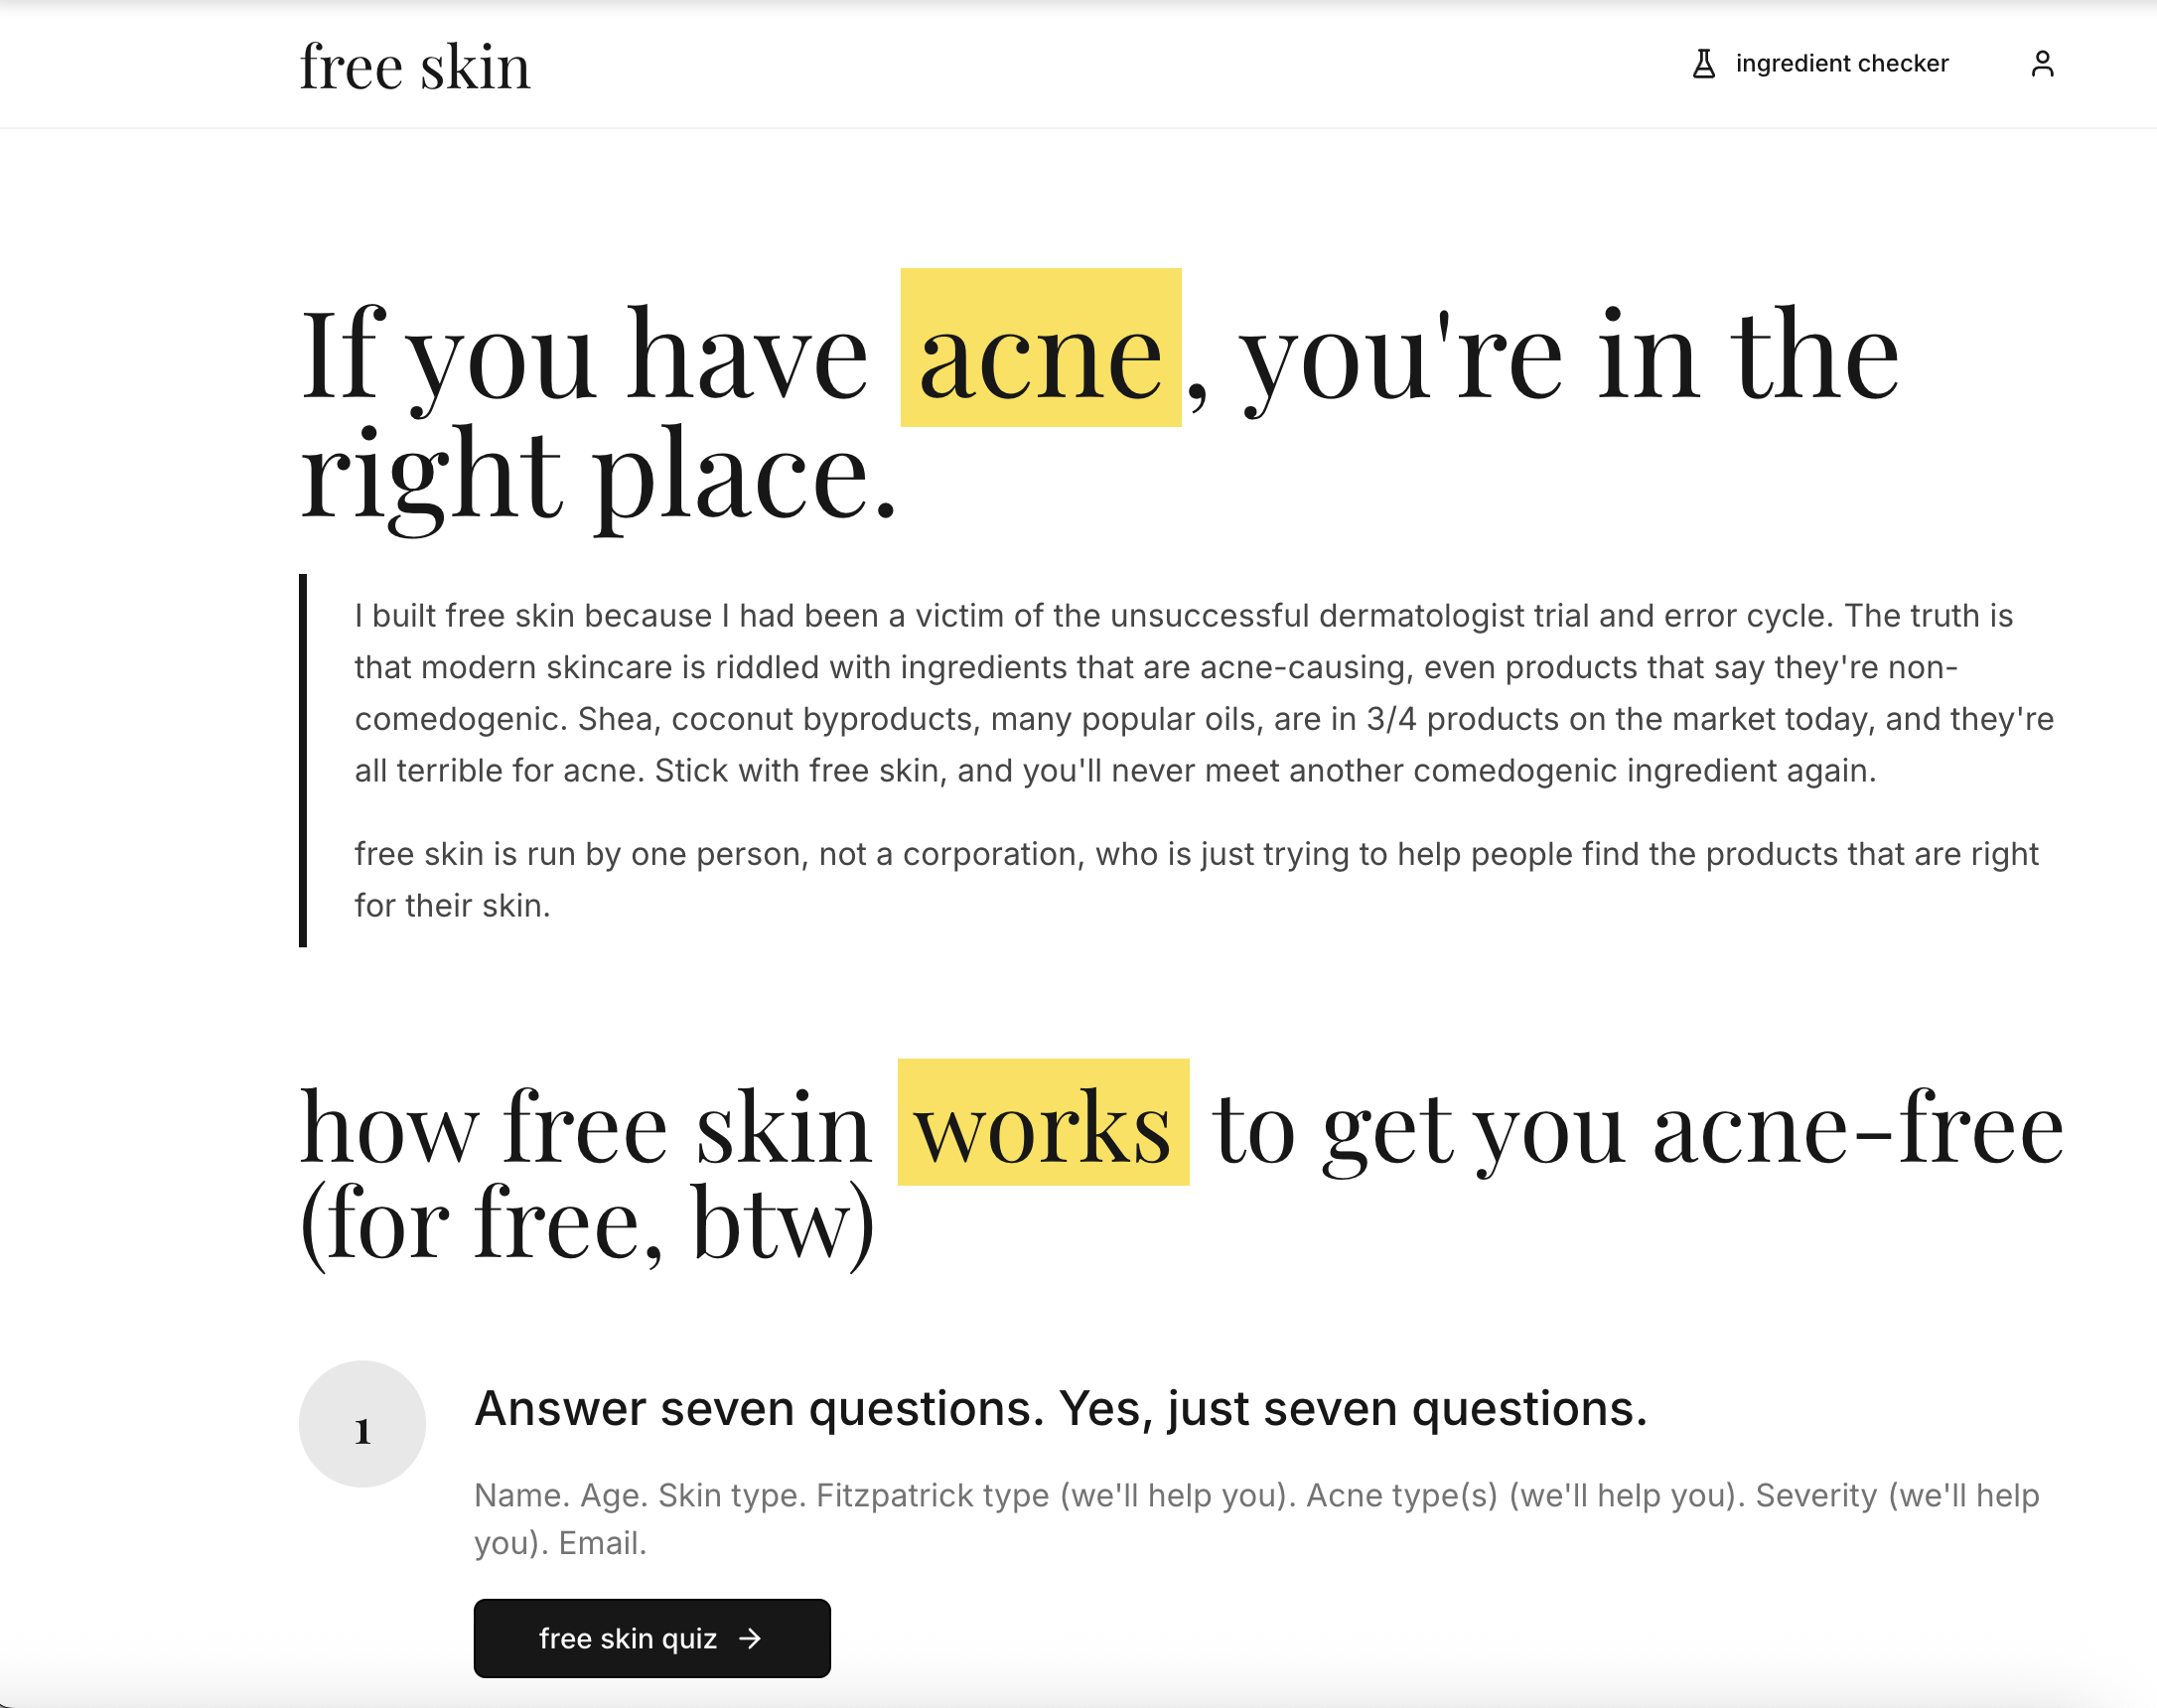 free skin
ingredient checker
If you have acne, you're in the
right place.
I built free skin because I had been a victim of the unsuccessful dermatologist trial and error cycle. The truth is
that modern skincare is riddled with ingredients that are acne-causing, even products that say they're non-
comedogenic. Shea, coconut byproducts, many popular oils, are in 3/4 products on the market today, and they're
all terrible for acne. Stick with free skin, and you'll never meet another comedogenic ingredient again.
free skin is run by one person, not a corporation, who is just trying to help people find the products that are right
for their skin.
how free skin works to get you acne-free
(for free, btw)
1
Answer seven questions. Yes, just seven questions.
Name. Age. Skin type. Fitzpatrick type (we'll help you). Acne type(s) (we'll help you). Severity (we'll help
you). Email.
free skin quiz →